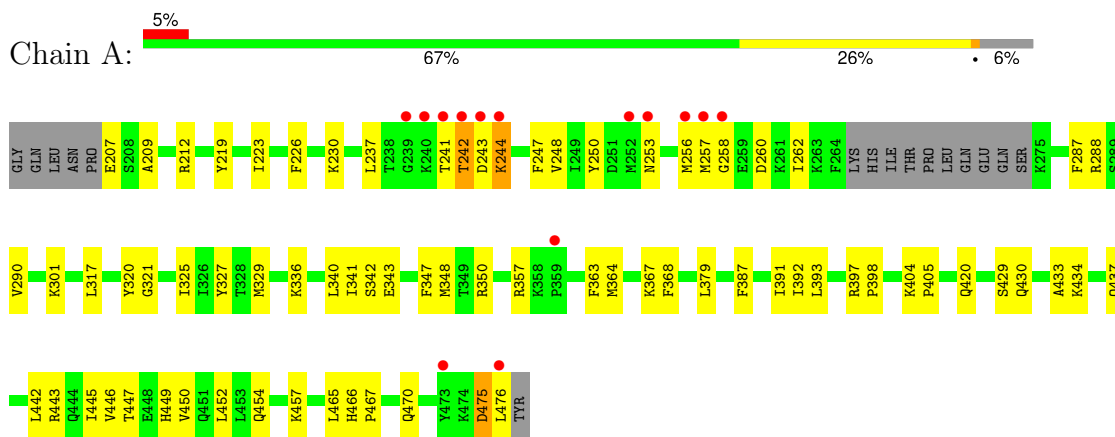 5%
Chain A:
67% 26% • 6%
GLY GLN LEU ASN PRO E207 S208 A209 R212 Y219 I223 F226 K230 L237 T238 G239 K240 T241 T242 D243 K244 F247 V248 I249 Y250 D251 M252 N253 M256 M257 G258 E259 D260 K261 I262 K263 F264 LYS HIS ILE THR PRO LEU GLN GLU GLN SER K275 F287 R288 S289
V290 K301 L317 Y320 G321 I325 I326 Y327 T328 M329 K336 L340 I341 S342 E343 F347 M348 T349 R350 R357 K358 P359 F363 M364 K367 F368 L379 F387 I391 I392 L393 R397 P398 K404 P405 Q420 S429 Q430 A433 K434
L442 R443 Q444 I445 V446 T447 E448 H449 V450 Q451 L452 L453 Q454 K457 L465 H466 P467 Q470 Y473 K474 D475 L476 TYR